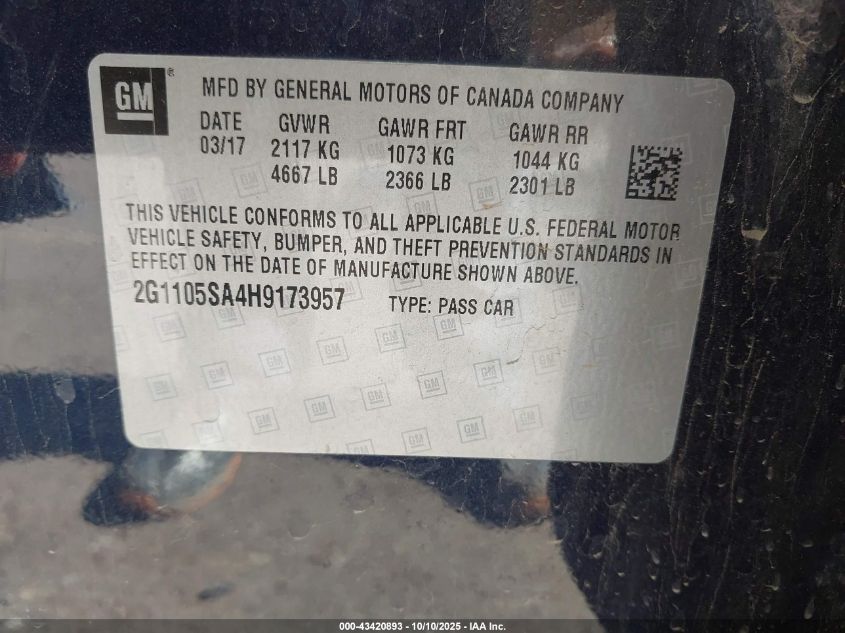 GM ®
MFD BY GENERAL MOTORS OF CANADA COMPANY
DATE GVWR GAWR FRT GAWR RR
03/17 2117 KG 1073 KG 1044 KG
4667 LB 2366 LB 2301 LB
THIS VEHICLE CONFORMS TO ALL APPLICABLE U.S. FEDERAL MOTOR
VEHICLE SAFETY, BUMPER, AND THEFT PREVENTION STANDARDS IN
EFFECT ON THE DATE OF MANUFACTURE SHOWN ABOVE.
2G1105SA4H9173957 TYPE: PASS CAR
000-43420893 - 10/10/2025 - IAA Inc.